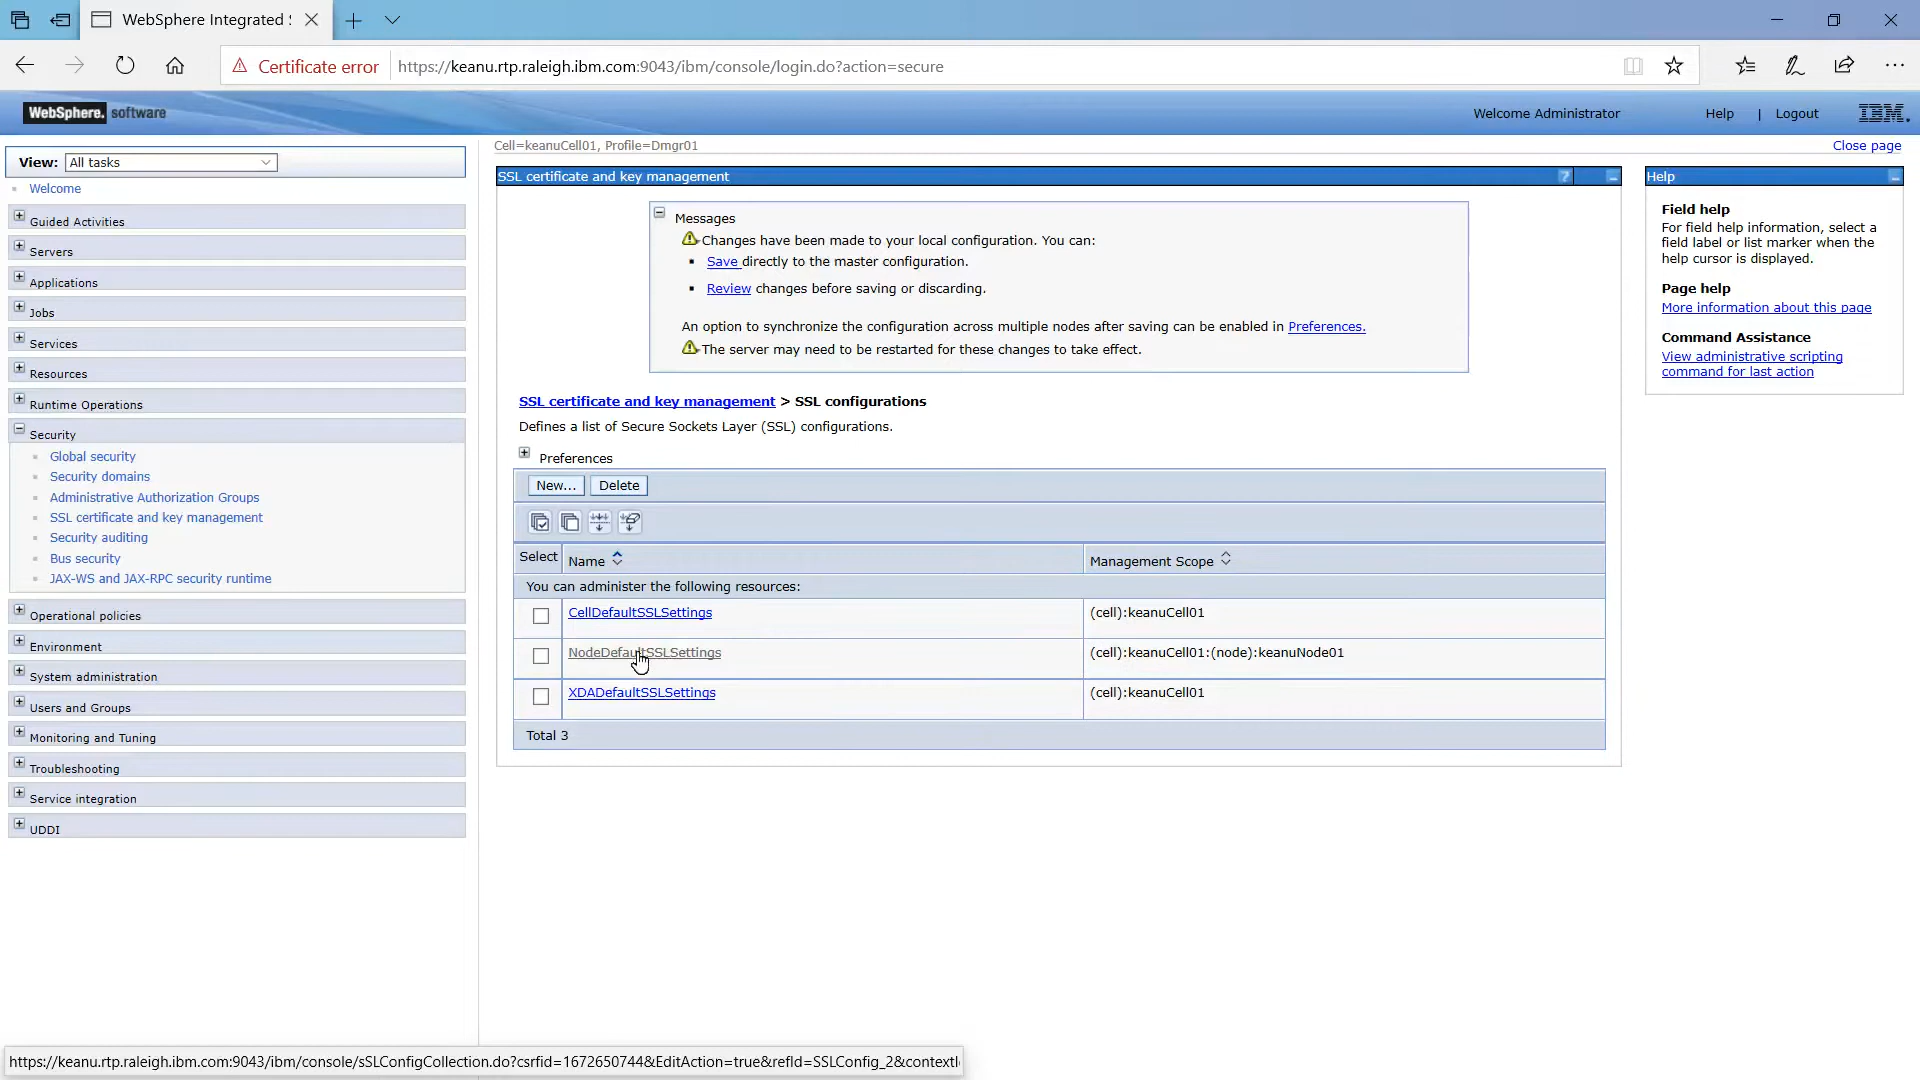 WebSphere Integrated S
Certificate error
https://keanu.rtp.raleigh.ibm.com:9043/ibm/console/login.do?action=secure
WebSphere. software
Welcome Administrator
Help | Logout
IBM.
View: All tasks
Welcome
Guided Activities
Servers
Applications
Jobs
Services
Resources
Runtime Operations
Security
Global security
Security domains
Administrative Authorization Groups
SSL certificate and key management
Security auditing
Bus security
JAX-WS and JAX-RPC security runtime
Operational policies
Environment
System administration
Users and Groups
Monitoring and Tuning
Troubleshooting
Service integration
UDDI
Cell=keanuCell01, Profile=Dmgr01
Close page
SSL certificate and key management ?
Messages
Changes have been made to your local configuration. You can:
Save directly to the master configuration.
Review changes before saving or discarding.
An option to synchronize the configuration across multiple nodes after saving can be enabled in Preferences.
The server may need to be restarted for these changes to take effect.
SSL certificate and key management > SSL configurations
Defines a list of Secure Sockets Layer (SSL) configurations.
Preferences
New... Delete
Select Name Management Scope
You can administer the following resources:
CellDefaultSSLSettings (cell):keanuCell01
NodeDefaultSSLSettings (cell):keanuCell01:(node):keanuNode01
XDADefaultSSLSettings (cell):keanuCell01
Total 3
Help
Field help
For field help information, select a
field label or list marker when the
help cursor is displayed.
Page help
More information about this page
Command Assistance
View administrative scripting
command for last action
https://keanu.rtp.raleigh.ibm.com:9043/ibm/console/sSLConfigCollection.do?csrfid=1672650744&EditAction=true&refId=SSLConfig_2&contextI